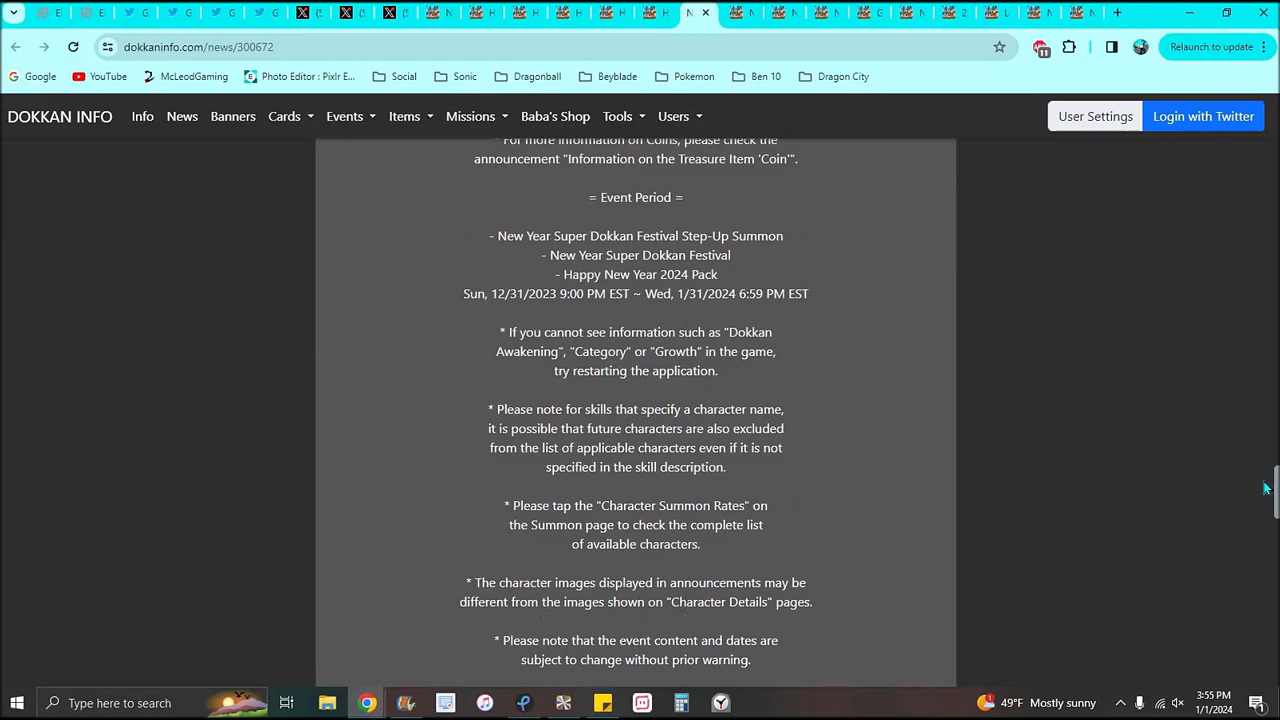 dokkaninfo.com/news/300672
11
Relaunch to update
Google
YouTube
McLeodGaming
Photo Editor : Pixlr E...
Social
Sonic
Dragonball
Beyblade
Pokemon
Ben 10
Dragon City
DOKKAN INFO
Info
News
Banners
Cards
Events
Items
Missions
Baba's Shop
Tools
Users
User Settings
Login with Twitter
* For more information on Coins, please check the
announcement "Information on the Treasure Item 'Coin'".
= Event Period =
- New Year Super Dokkan Festival Step-Up Summon
- New Year Super Dokkan Festival
- Happy New Year 2024 Pack
Sun, 12/31/2023 9:00 PM EST ~ Wed, 1/31/2024 6:59 PM EST
* If you cannot see information such as "Dokkan
Awakening", "Category" or "Growth" in the game,
try restarting the application.
* Please note for skills that specify a character name,
it is possible that future characters are also excluded
from the list of applicable characters even if it is not
specified in the skill description.
* Please tap the "Character Summon Rates" on
the Summon page to check the complete list
of available characters.
* The character images displayed in announcements may be
different from the images shown on "Character Details" pages.
* Please note that the event content and dates are
subject to change without prior warning.
Type here to search
49°F Mostly sunny
3:55 PM
1/1/2024